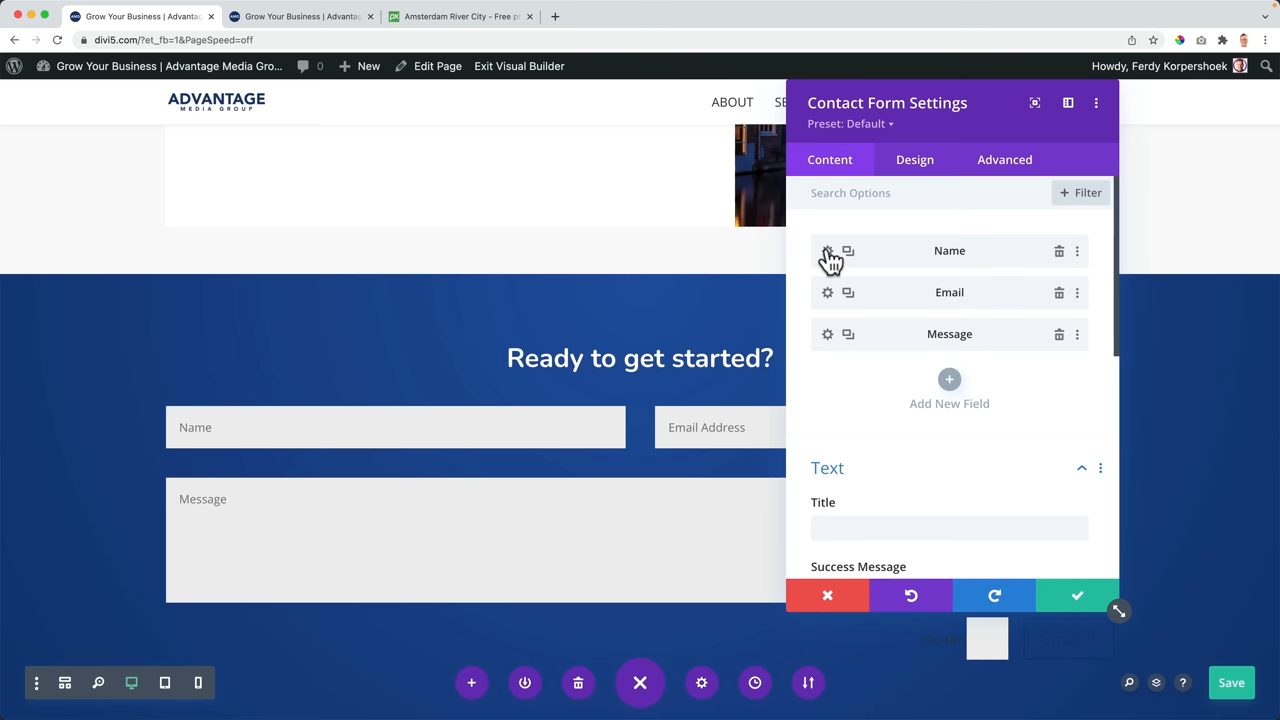 Grow Your Business | Advantag
Grow Your Business | Advantag
Amsterdam River City - Free ph
divi5.com/?et_fb=1&PageSpeed=off
Grow Your Business | Advantage Media Gro...
0
New
Edit Page
Exit Visual Builder
Howdy, Ferdy Korpershoek
ADVANTAGE
MEDIA GROUP
ABOUT
SE
Contact Form Settings
Preset: Default
Content
Design
Advanced
Search Options
+ Filter
Name
Email
Message
Add New Field
Text
Title
Success Message
Ready to get started?
Name
Email Address
Message
Save